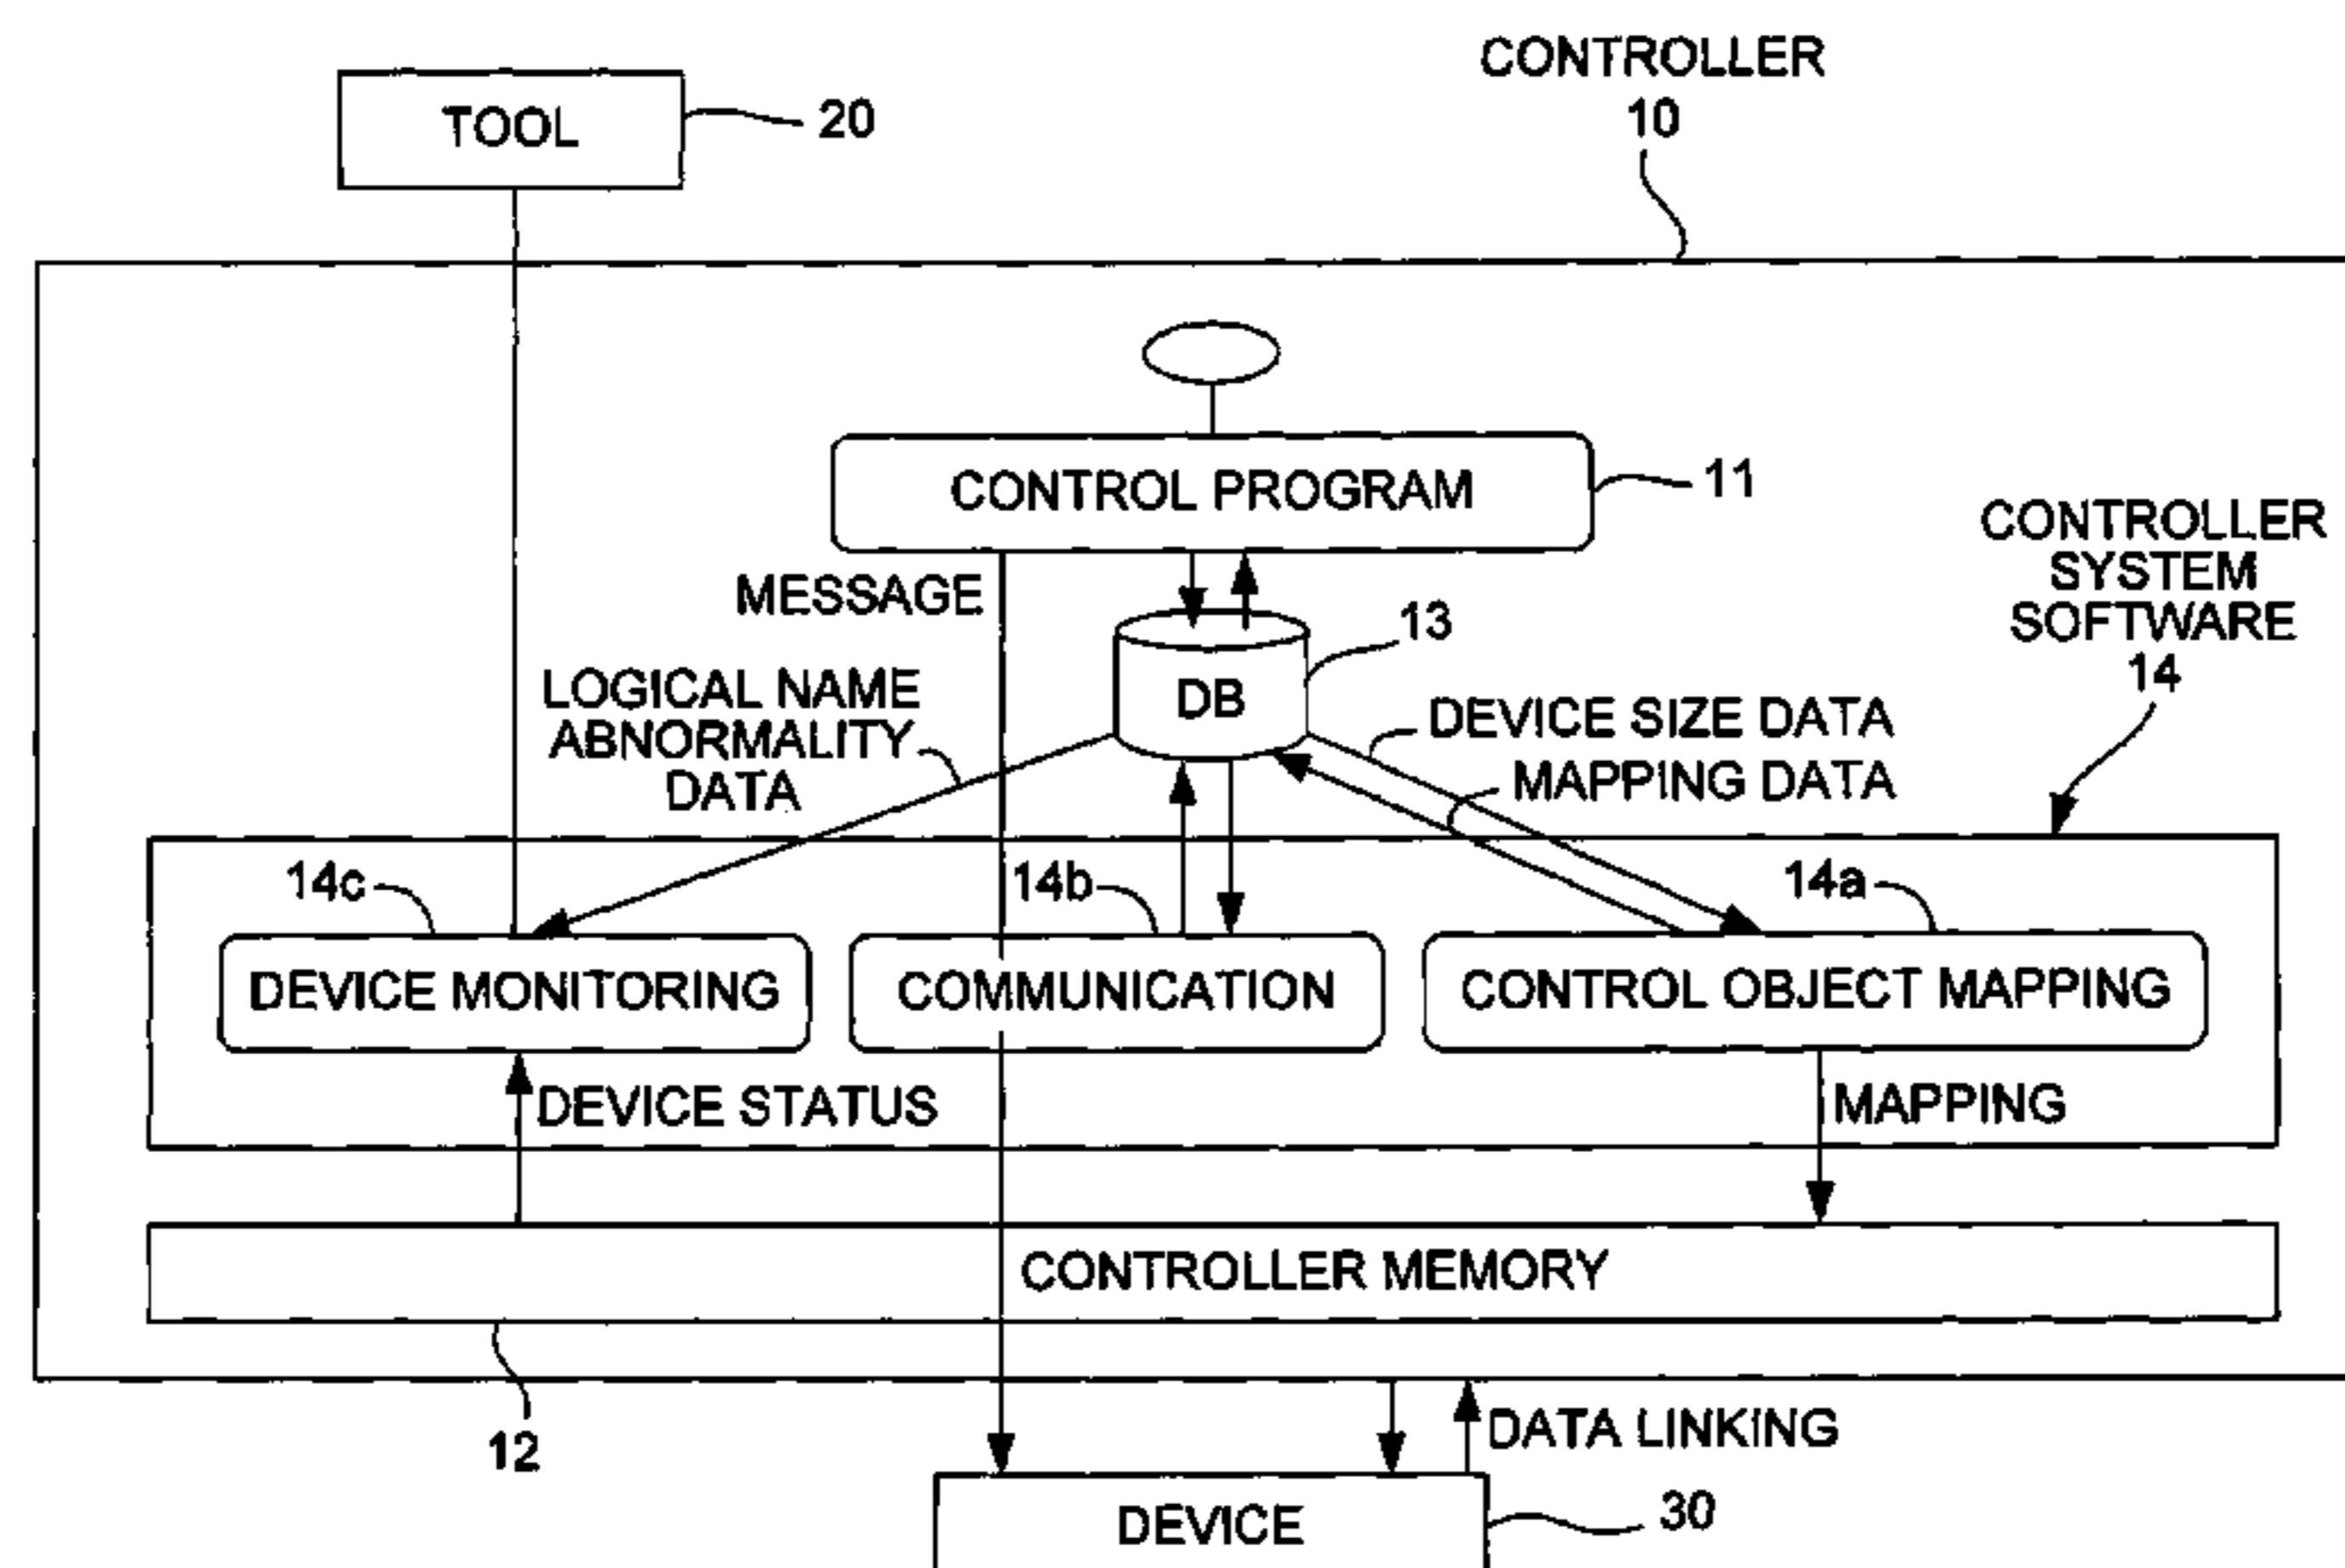 CONTROLLER
10
TOOL
20
CONTROL PROGRAM
11
CONTROLLER
SYSTEM
SOFTWARE
14
MESSAGE
13
DB
LOGICAL NAME
ABNORMALITY
DATA
DEVICE SIZE DATA
MAPPING DATA
14c
14b
14a
DEVICE MONITORING
COMMUNICATION
CONTROL OBJECT MAPPING
DEVICE STATUS
MAPPING
CONTROLLER MEMORY
12
DATA LINKING
DEVICE
30